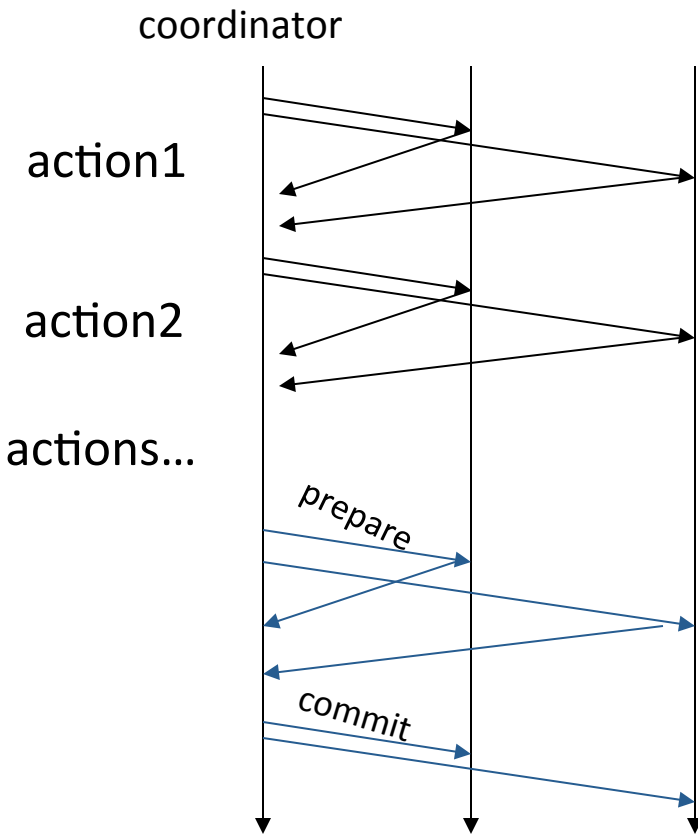 coordinator
action1
action2
actions...
prepare
commit